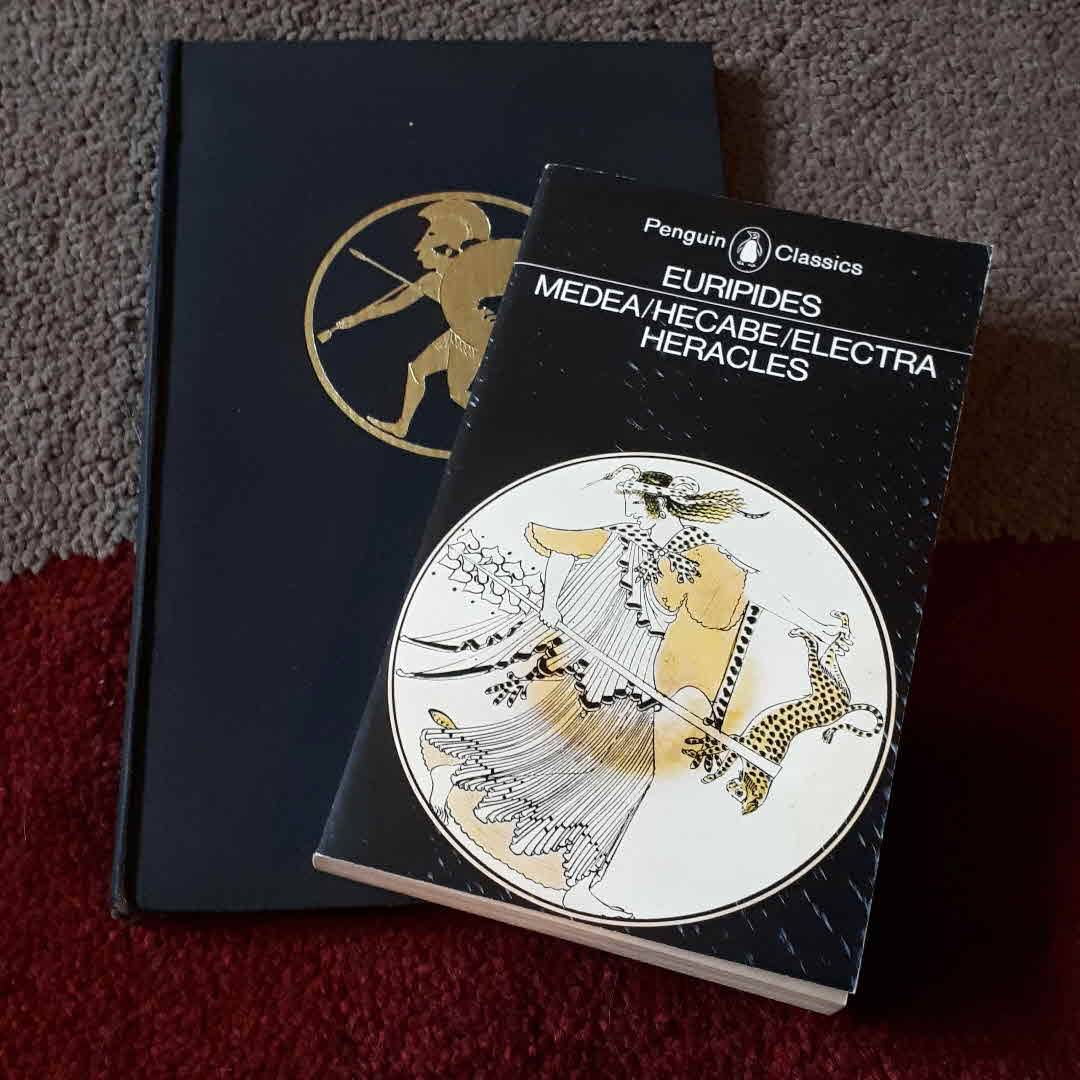 Penguin Classics
EURIPIDES
MEDEA/HECABE/ELECTRA
HERACLES